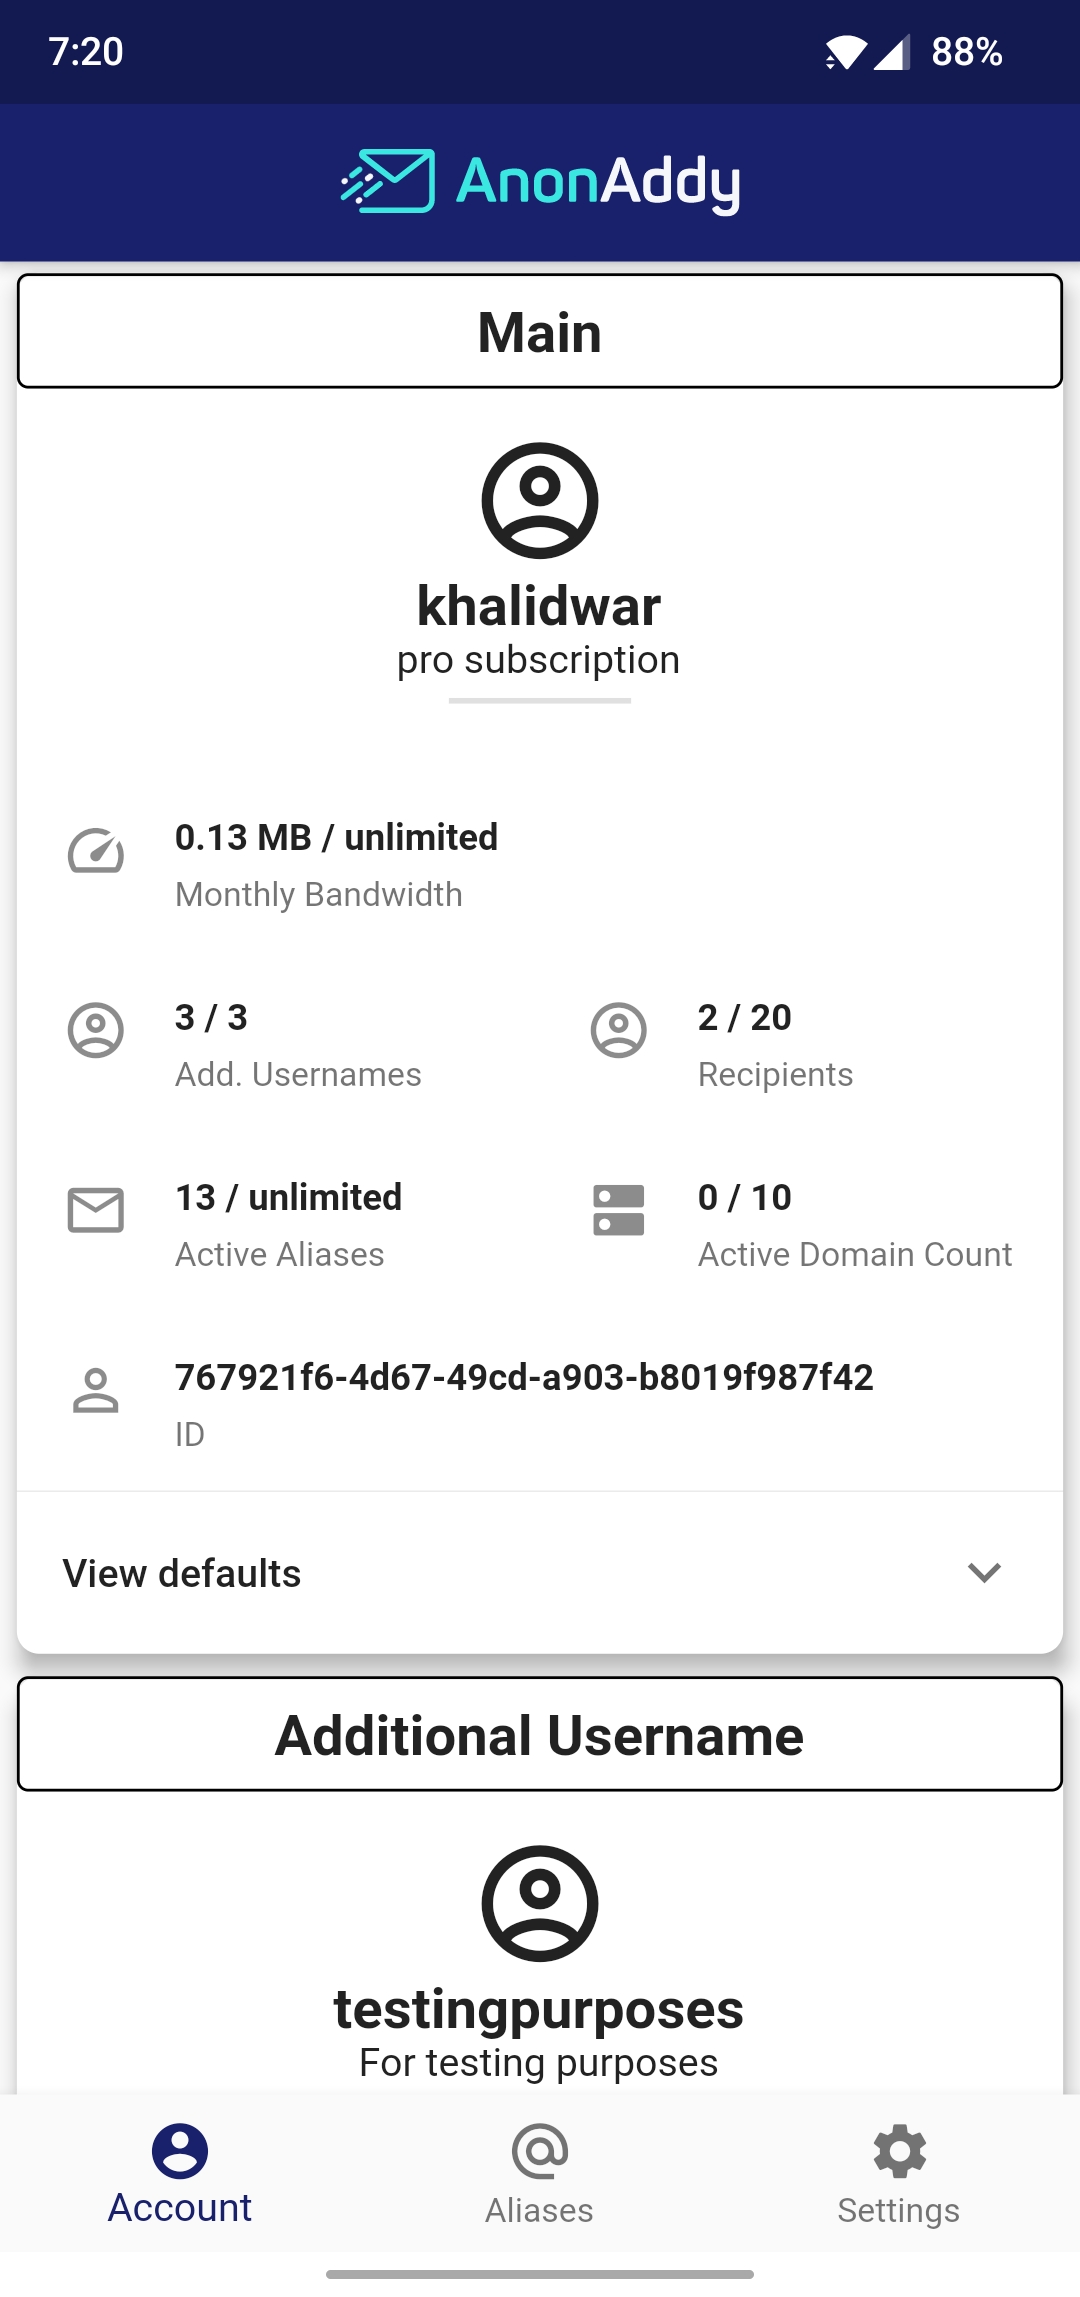 7:20 88%
AnonAddy
Main
khalidwar
pro subscription
0.13 MB / unlimited
Monthly Bandwidth
3 / 3
Add. Usernames
2 / 20
Recipients
13 / unlimited
Active Aliases
0 / 10
Active Domain Count
767921f6-4d67-49cd-a903-b8019f987f42
ID
View defaults
Additional Username
testingpurposes
For testing purposes
Account Aliases Settings